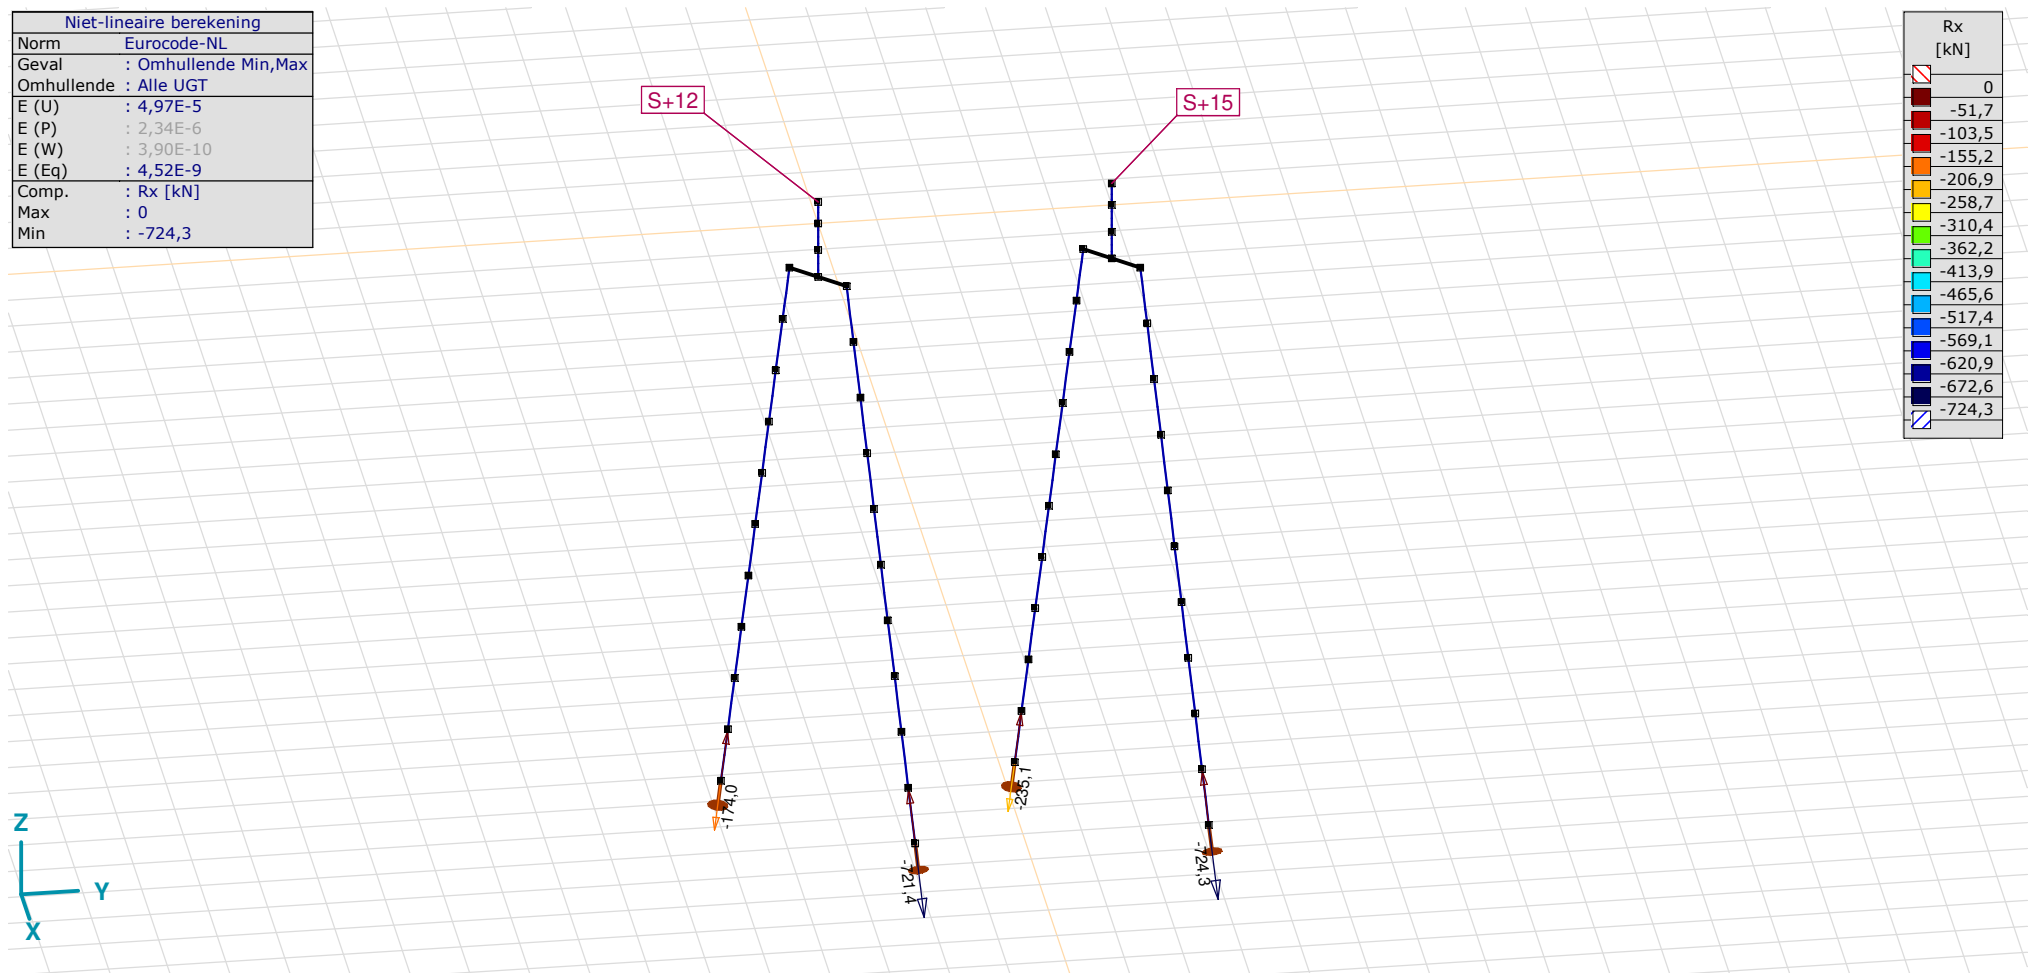 Niet-lineaire berekening
Norm Eurocode-NL
Geval : Omhullende Min,Max
Omhullende : Alle UGT
E (U) : 4,97E-5
E (P) : 2,34E-6
E (W) : 3,90E-10
E (Eq) : 4,52E-9
Comp. : Rx [kN]
Max : 0
Min : -724,3
S+12
S+15
Rx
[kN]
0
-51,7
-103,5
-155,2
-206,9
-258,7
-310,4
-362,2
-413,9
-465,6
-517,4
-569,1
-620,9
-672,6
-724,3
-174,0
-721,4
-235,1
-724,3
Z
Y
X